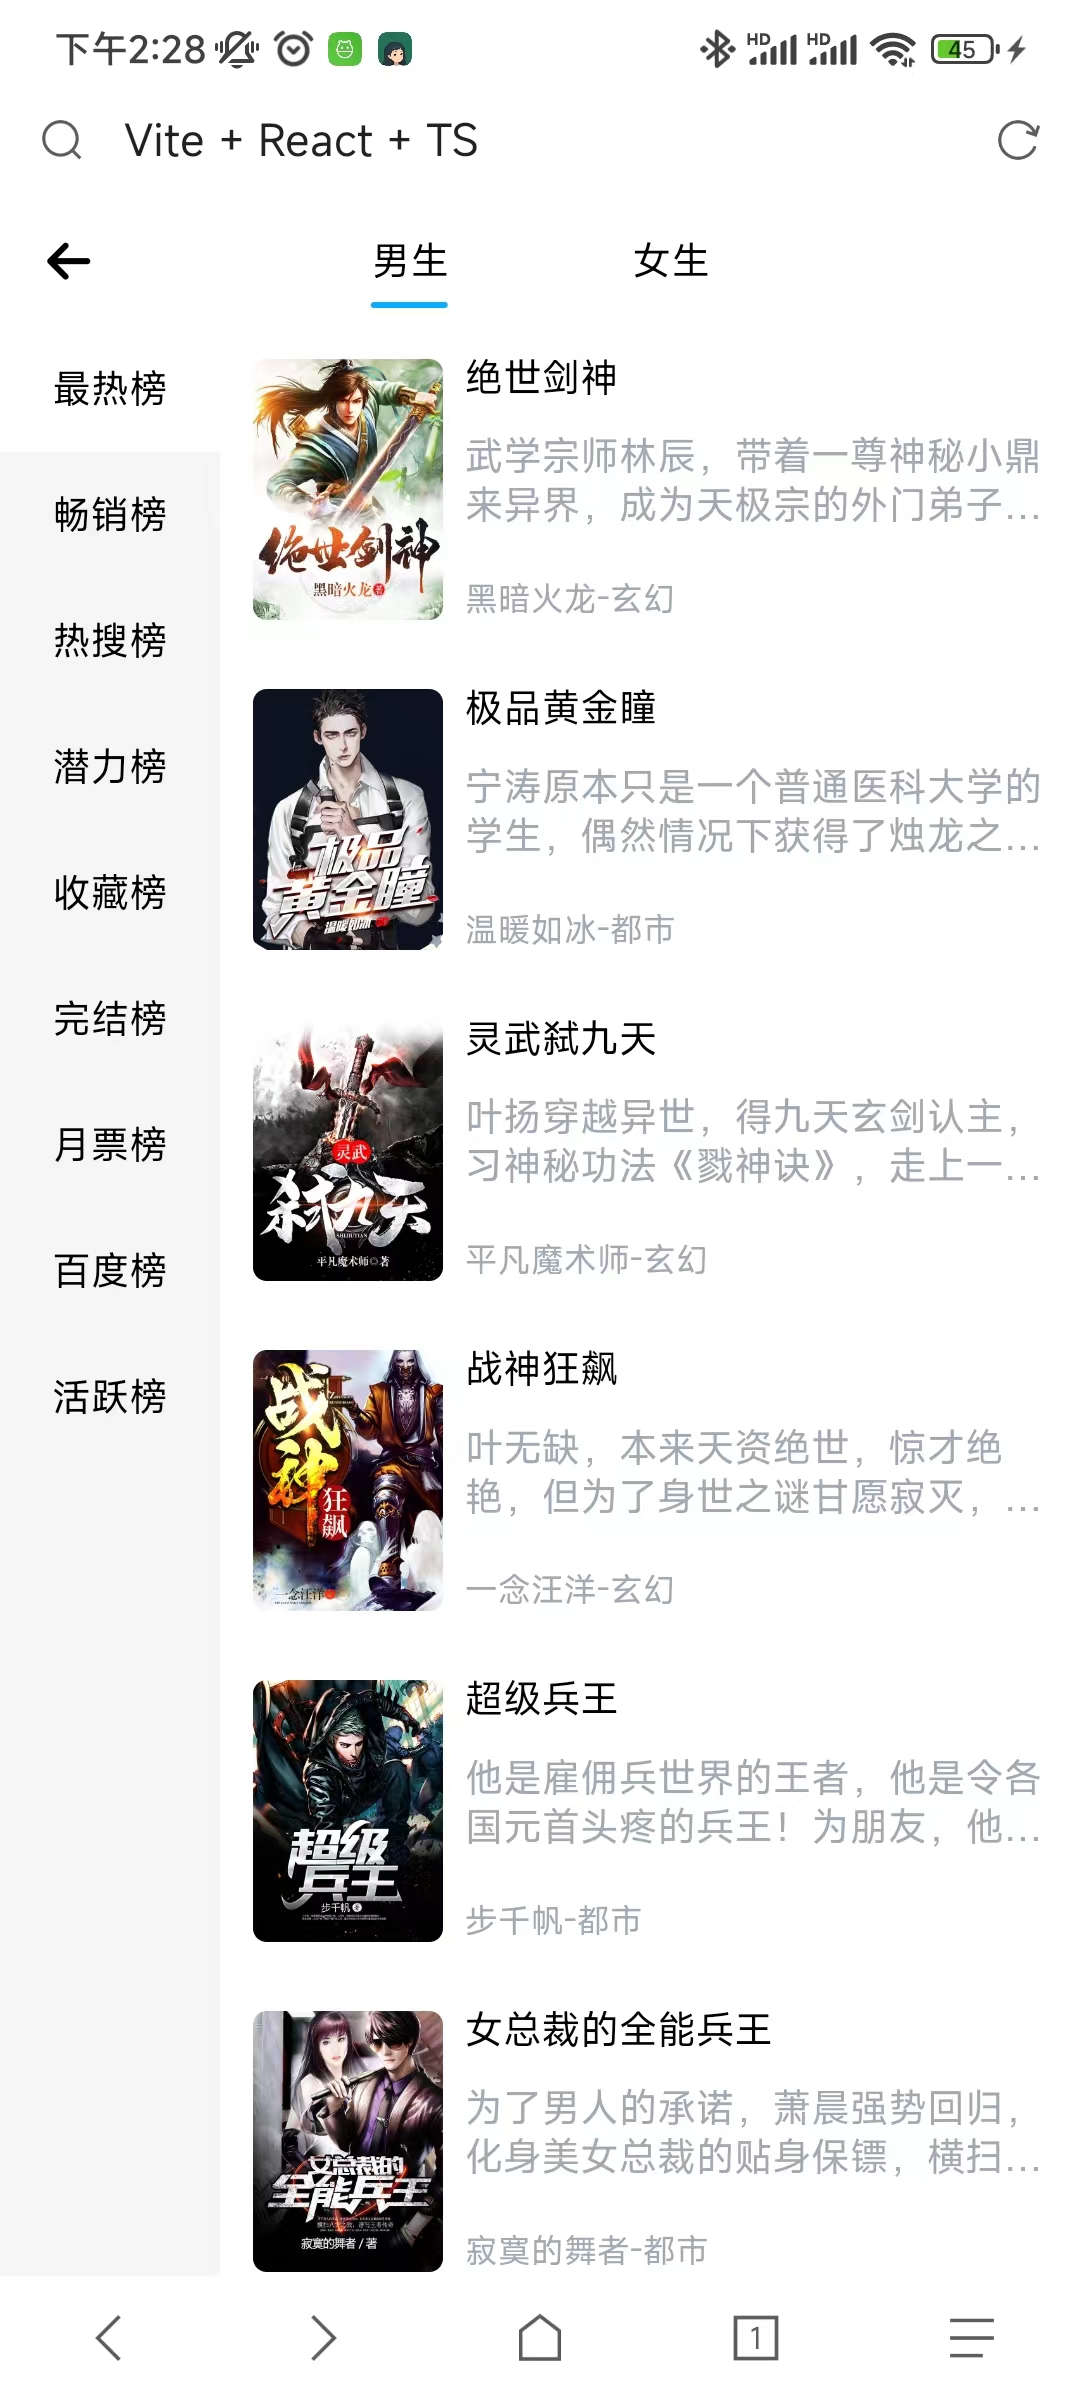 下午2:28
HD HD 45
Vite + React + TS
男生 女生
最热榜
畅销榜
热搜榜
潜力榜
收藏榜
完结榜
月票榜
百度榜
活跃榜
绝世剑神
黑暗火龙 著
绝世剑神
武学宗师林辰，带着一尊神秘小鼎
来异界，成为天极宗的外门弟子...
黑暗火龙-玄幻
极品
黄金瞳
温暖如冰
极品黄金瞳
宁涛原本只是一个普通医科大学的
学生，偶然情况下获得了烛龙之...
温暖如冰-都市
灵武
弑九天
SHIJIUTIAN
平凡魔术师◎著
灵武弑九天
叶扬穿越异世，得九天玄剑认主，
习神秘功法《戮神诀》，走上一...
平凡魔术师-玄幻
战神
狂飙
一念汪洋
战神狂飙
叶无缺，本来天资绝世，惊才绝
艳，但为了身世之谜甘愿寂灭，...
一念汪洋-玄幻
超级
兵王
步千帆 著
超级兵王
他是雇佣兵世界的王者，他是令各
国元首头疼的兵王！为朋友，他...
步千帆-都市
女总裁的
全能兵王
寂寞的舞者 / 著
女总裁的全能兵王
为了男人的承诺，萧晨强势回归，
化身美女总裁的贴身保镖，横扫...
寂寞的舞者-都市
1